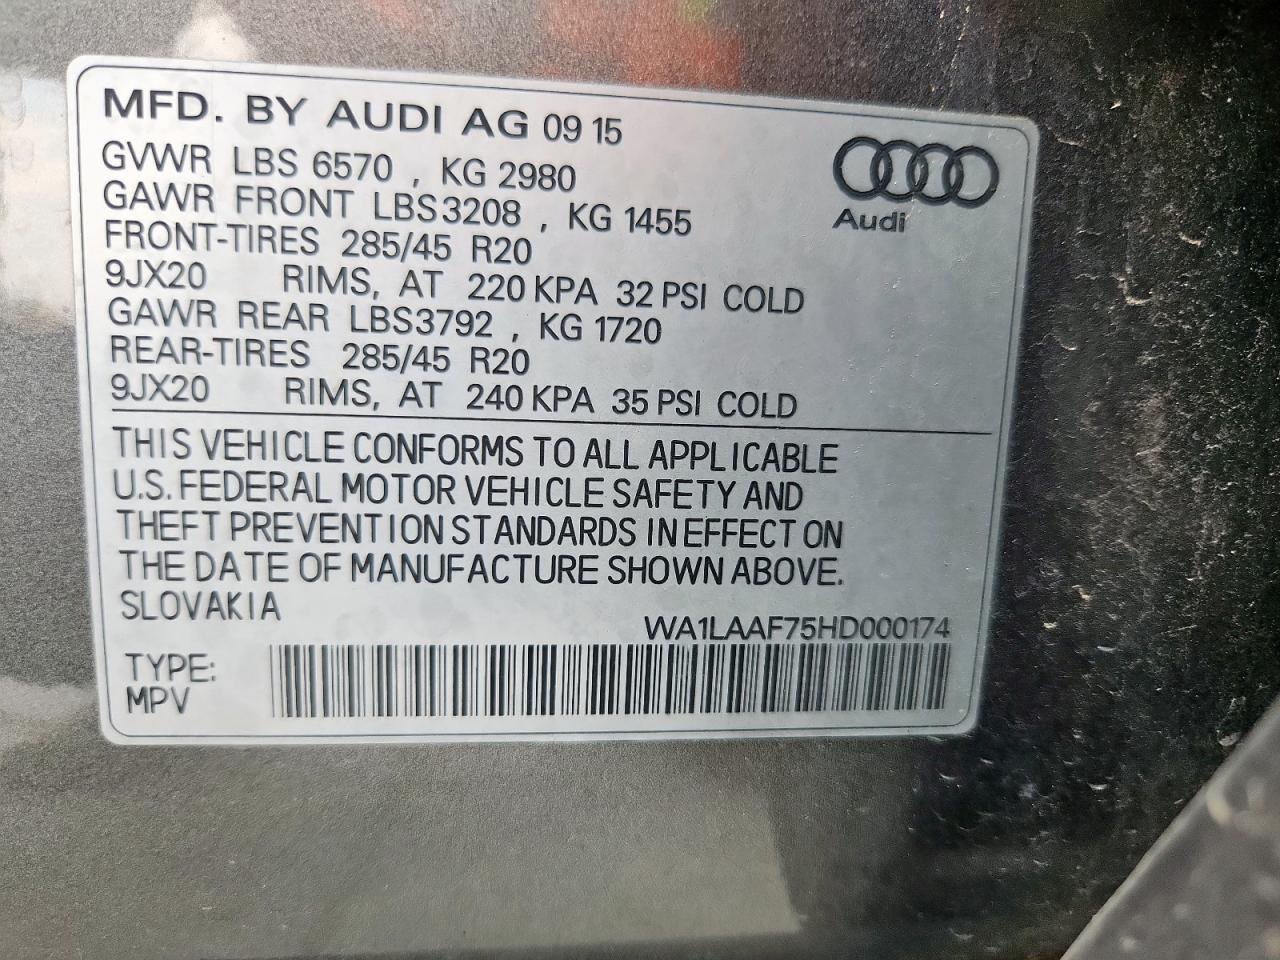 MFD. BY AUDI AG 09 15
GVWR LBS 6570 , KG 2980
GAWR FRONT LBS3208 , KG 1455
FRONT-TIRES 285/45 R20
9JX20 RIMS, AT 220 KPA 32 PSI COLD
GAWR REAR LBS3792 , KG 1720
REAR-TIRES 285/45 R20
9JX20 RIMS, AT 240 KPA 35 PSI COLD
Audi
THIS VEHICLE CONFORMS TO ALL APPLICABLE
U.S. FEDERAL MOTOR VEHICLE SAFETY AND
THEFT PREVENTION STANDARDS IN EFFECT ON
THE DATE OF MANUFACTURE SHOWN ABOVE.
SLOVAKIA
WA1LAAF75HD000174
TYPE:
MPV